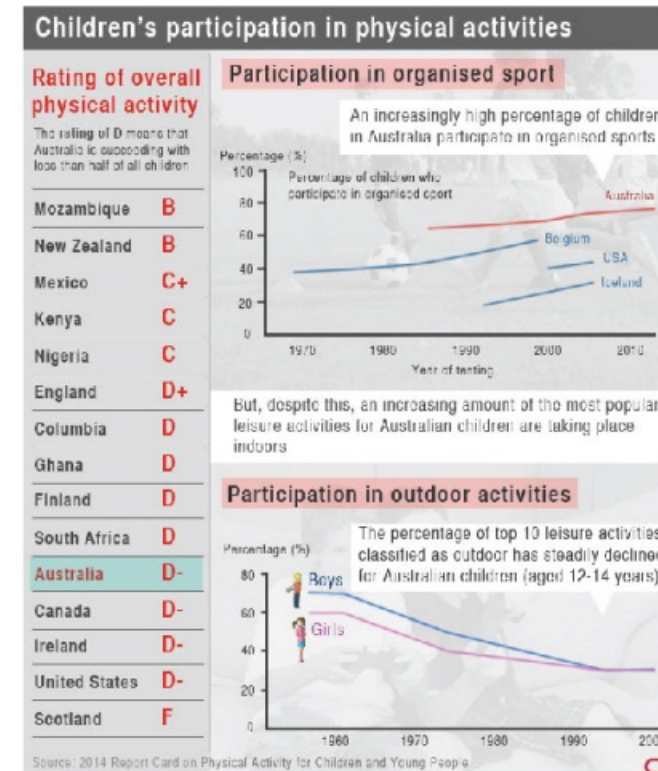 Children's participation in physical activities
Rating of overall
physical activity
The rating of D means that
Australia is succeeding with
less than half of all children
Mozambique B
New Zealand B
Mexico C+
Kenya C
Nigeria C
England D+
Columbia D
Ghana D
Finland D
South Africa D
Australia D-
Canada D-
Ireland D-
United States D-
Scotland F
Participation in organised sport
An increasingly high percentage of children
in Australia participate in organised sports
Percentage (%)
Percentage of children who
participate in organised sport
100
80
60
40
20
0
Australia
Belgium
USA
Iceland
1970 1980 1990 2000 2010
Year of testing
But, despite this, an increasing amount of the most popular
leisure activities for Australian children are taking place
indoors
Participation in outdoor activities
The percentage of top 10 leisure activities
classified as outdoor has steadily declined
for Australian children (aged 12-14 years)
Percentage (%)
80
60
40
20
0
Boys
Girls
1960 1970 1980 1990 200
Source: 2014 Report Card on Physical Activity for Children and Young People